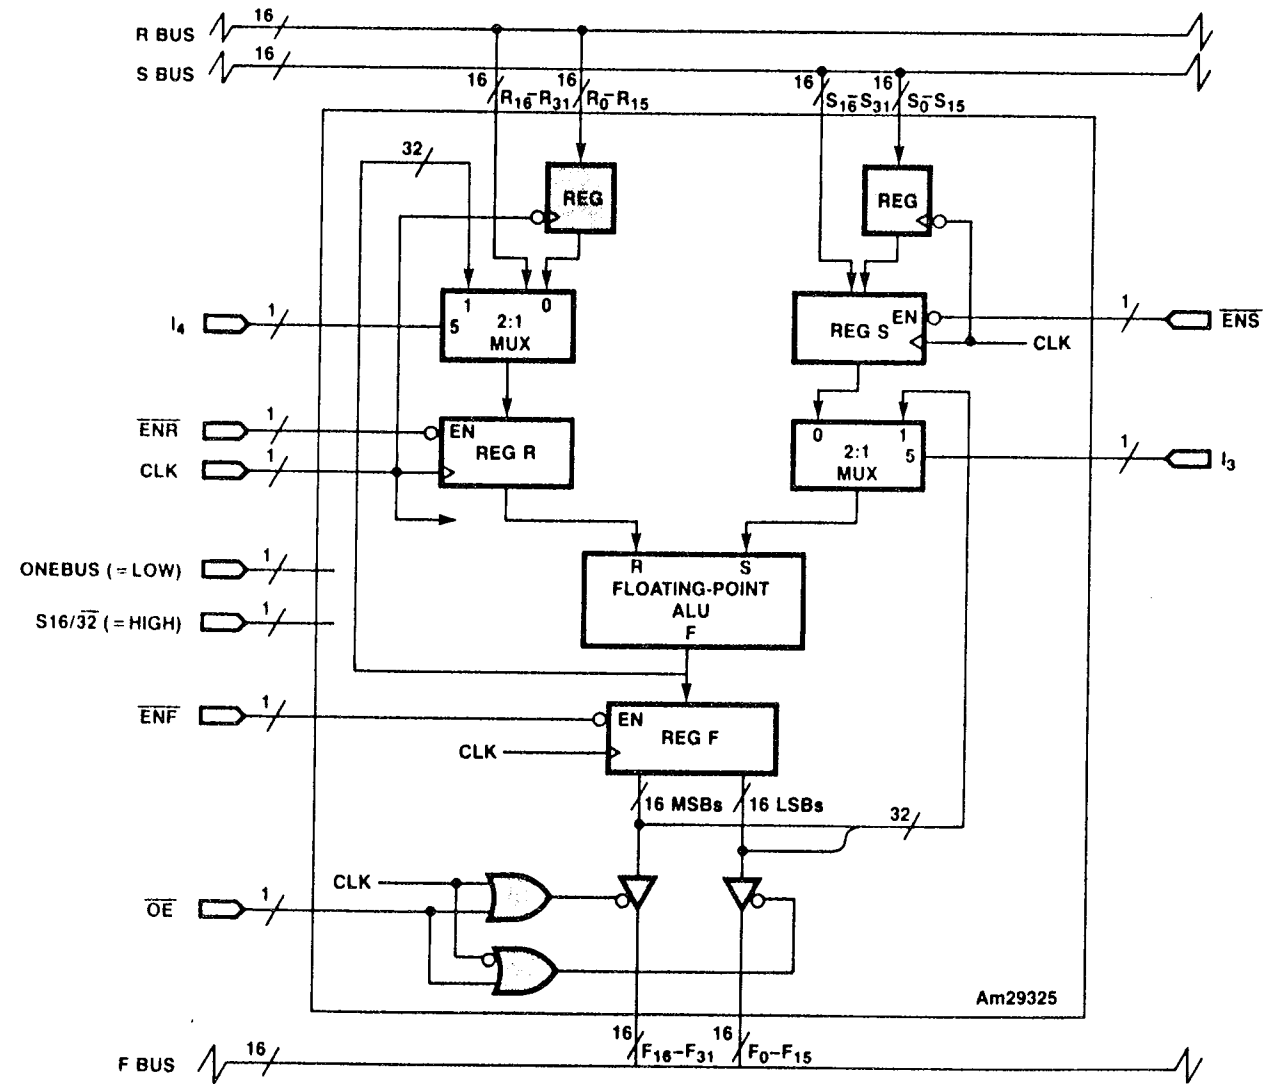 R BUS 16
S BUS 16
16 R16–R31 16 R0–R15
16 S16–S31 16 S0–S15
32
REG
REG
I4 1
1 0
5 2:1 MUX
REG S EN
1 ENS
CLK
ENR 1
EN REG R
CLK 1
0 1
2:1 MUX 5
1 I3
ONEBUS (=LOW) 1
S16/32 (=HIGH) 1
R S
FLOATING-POINT
ALU
F
ENF 1
EN
REG F
CLK
16 MSBs 16 LSBs
32
CLK
OE 1
Am29325
16 F16–F31 16 F0–F15
F BUS 16